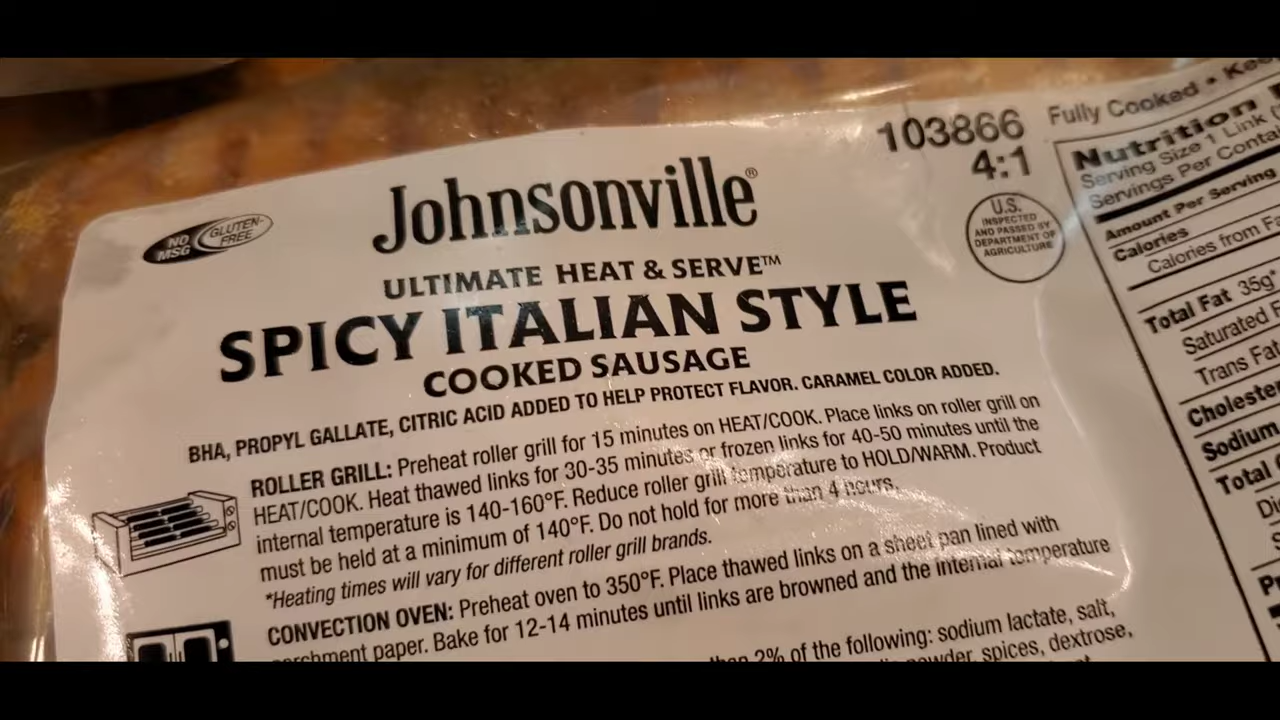 103866
4:1
Johnsonville®
NO
MSG
GLUTEN-
FREE
U.S.
INSPECTED
AND PASSED BY
DEPARTMENT OF
AGRICULTURE
ULTIMATE HEAT & SERVE™
SPICY ITALIAN STYLE
COOKED SAUSAGE
BHA, PROPYL GALLATE, CITRIC ACID ADDED TO HELP PROTECT FLAVOR. CARAMEL COLOR ADDED.
ROLLER GRILL: Preheat roller grill for 15 minutes on HEAT/COOK. Place links on roller grill on
HEAT/COOK. Heat thawed links for 30-35 minutes or frozen links for 40-50 minutes until the
internal temperature is 140-160°F. Reduce roller grill temperature to HOLD/WARM. Product
must be held at a minimum of 140°F. Do not hold for more than 4 hours.
*Heating times will vary for different roller grill brands.
CONVECTION OVEN: Preheat oven to 350°F. Place thawed links on a sheet pan lined with
parchment paper. Bake for 12-14 minutes until links are browned and the internal temperature
than 2% of the following: sodium lactate, salt,
powder, spices, dextrose,
Fully Cooked •
Nutrition
Serving Size 1 Link
Servings Per
Amount Per Serving
Calories
Calories from
Total Fat 35g*
Saturated
Trans Fat
Sodium
Total